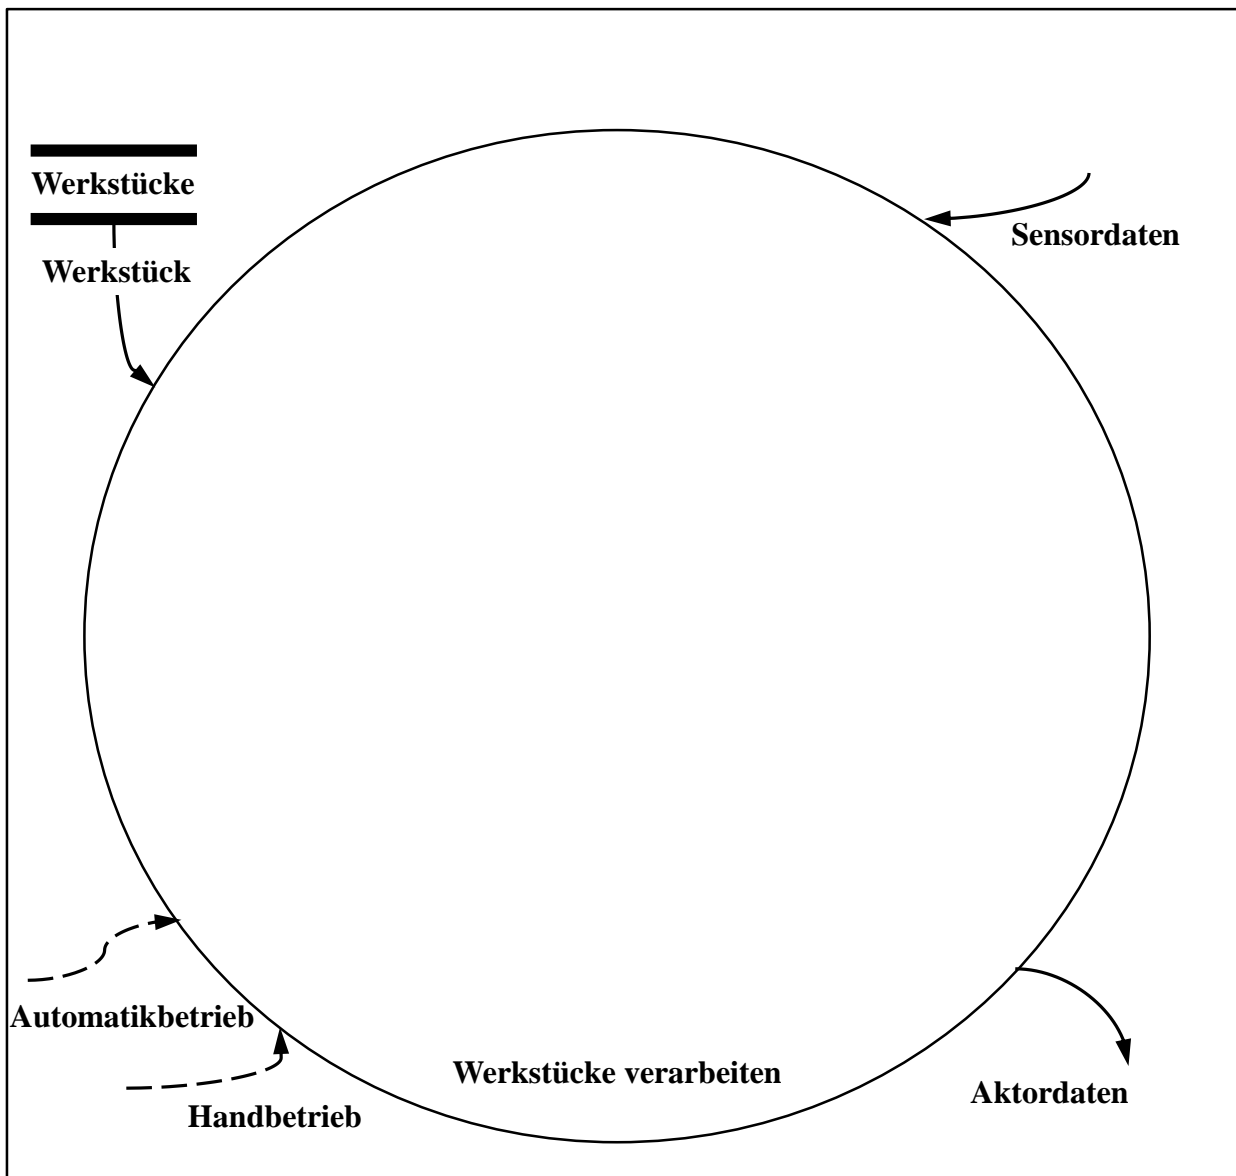 Werkstücke
Sensordaten
Werkstück
Automatikbetrieb
Werkstücke verarbeiten
Aktordaten
Handbetrieb